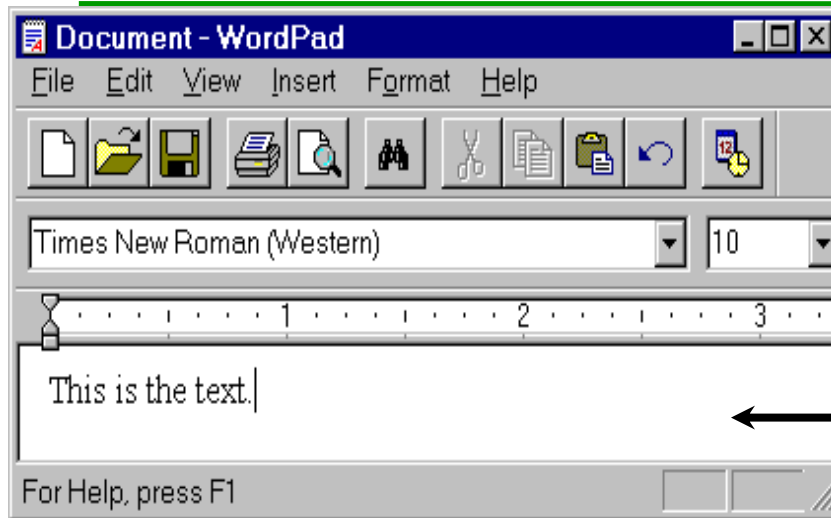 Document - WordPad
File Edit View Insert Format Help
12
Times New Roman (Western) 10
1 2 3
This is the text.
For Help, press F1